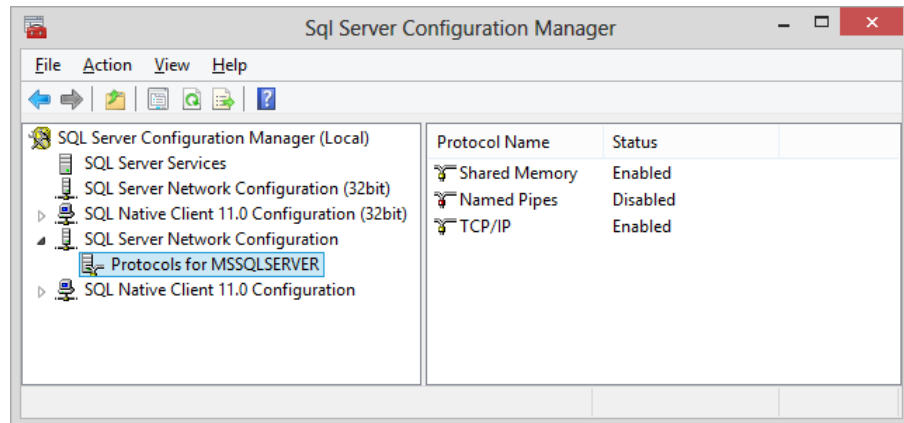 Sql Server Configuration Manager
File Action View Help
SQL Server Configuration Manager (Local)
SQL Server Services
SQL Server Network Configuration (32bit)
SQL Native Client 11.0 Configuration (32bit)
SQL Server Network Configuration
Protocols for MSSQLSERVER
SQL Native Client 11.0 Configuration
Protocol Name Status
Shared Memory Enabled
Named Pipes Disabled
TCP/IP Enabled